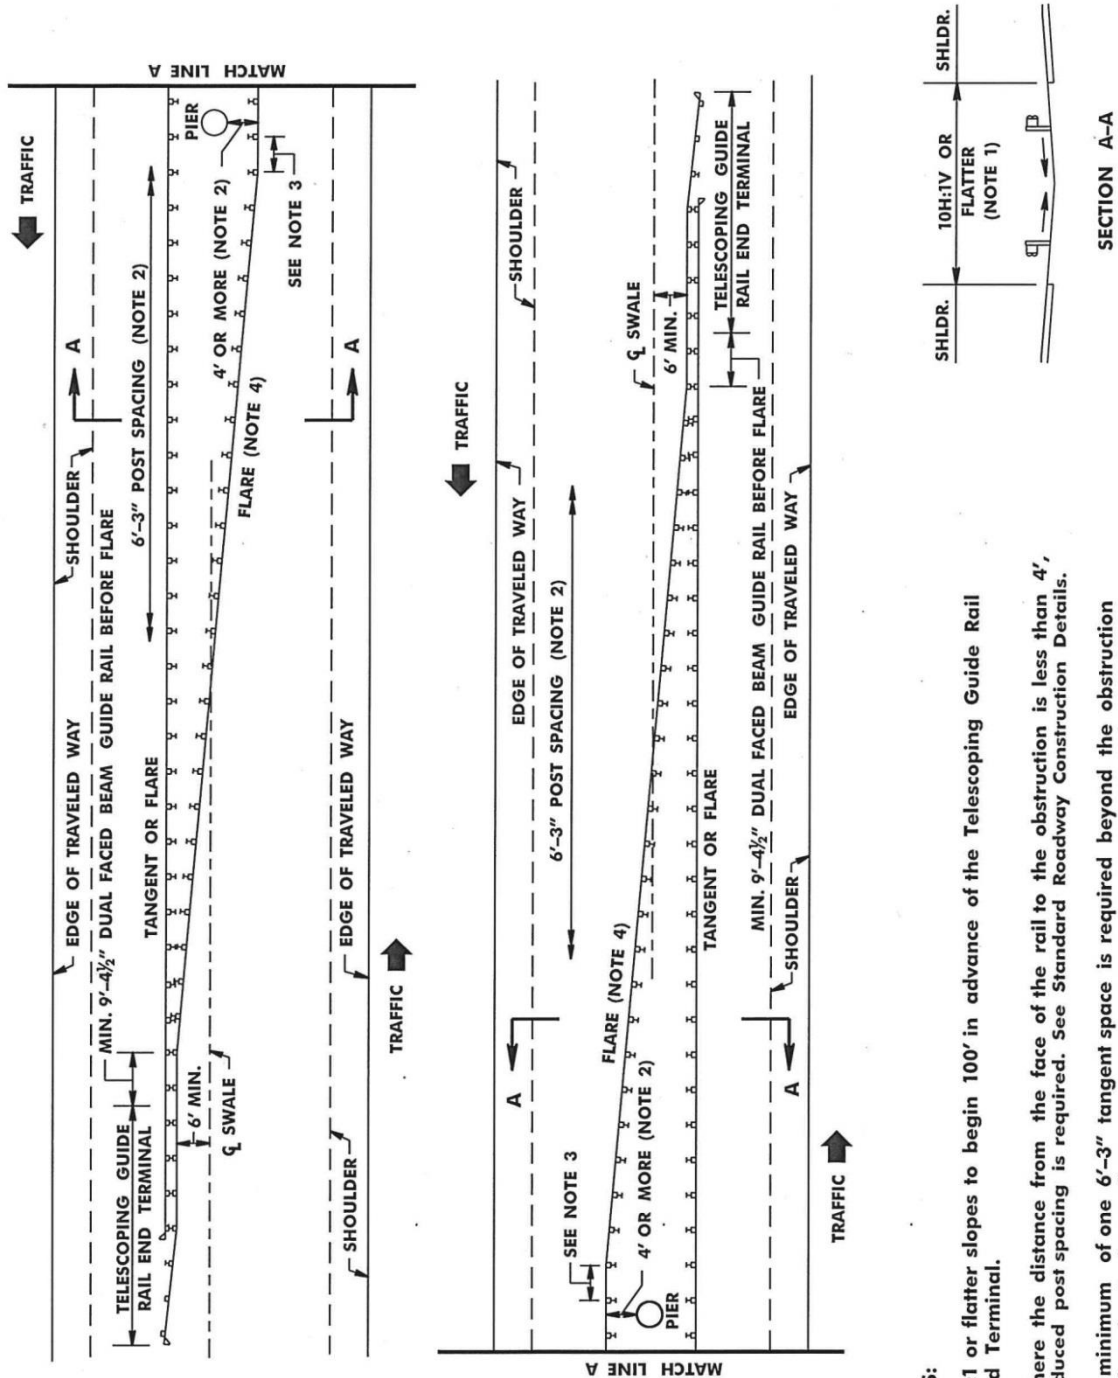 MATCH LINE A
TRAFFIC
EDGE OF TRAVELED WAY
SHOULDER
MIN. 9'-4½" DUAL FACED BEAM GUIDE RAIL BEFORE FLARE
A
TANGENT OR FLARE
6'-3" POST SPACING (NOTE 2)
PIER
4' OR MORE (NOTE 2)
SEE NOTE 3
FLARE (NOTE 4)
TELESCOPING GUIDE
RAIL END TERMINAL
6' MIN.
℄ SWALE
A
SHOULDER
EDGE OF TRAVELED WAY
TRAFFIC
TRAFFIC
SHOULDER
EDGE OF TRAVELED WAY
6'-3" POST SPACING (NOTE 2)
℄ SWALE
6' MIN.
TELESCOPING GUIDE
RAIL END TERMINAL
A
FLARE (NOTE 4)
SEE NOTE 3
4' OR MORE (NOTE 2)
PIER
TANGENT OR FLARE
MIN. 9'-4½" DUAL FACED BEAM GUIDE RAIL BEFORE FLARE
A
SHOULDER
EDGE OF TRAVELED WAY
MATCH LINE A
TRAFFIC
SHLDR.
10H:1V OR
FLATTER
(NOTE 1)
SHLDR.
SECTION A-A
S:
1 or flatter slopes to begin 100' in advance of the Telescoping Guide Rail
d Terminal.
here the distance from the face of the rail to the obstruction is less than 4',
duced post spacing is required. See Standard Roadway Construction Details.
minimum of one 6'-3" tangent space is required beyond the obstruction